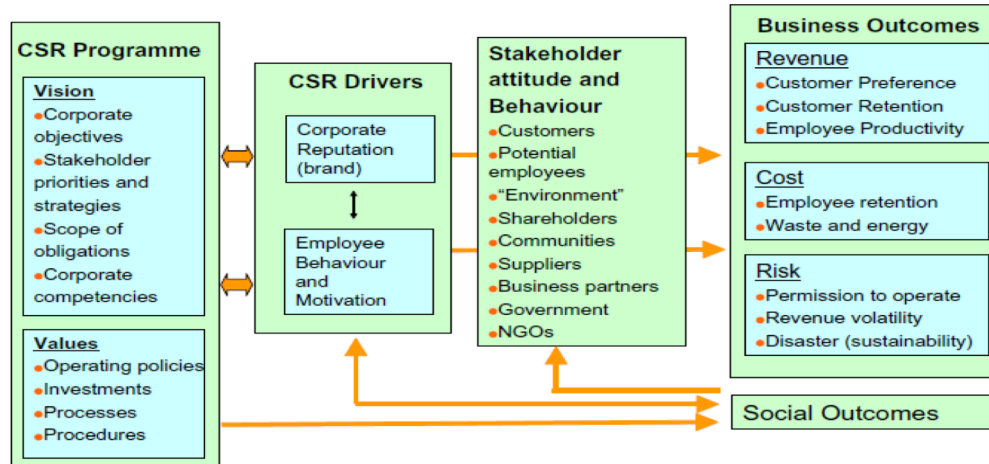 CSR Programme
Vision
●Corporate
objectives
●Stakeholder
priorities and
strategies
●Scope of
obligations
●Corporate
competencies
Values
●Operating policies
●Investments
●Processes
●Procedures
CSR Drivers
Corporate
Reputation
(brand)
Employee
Behaviour
and
Motivation
Stakeholder
attitude and
Behaviour
●Customers
●Potential
employees
●“Environment”
●Shareholders
●Communities
●Suppliers
●Business partners
●Government
●NGOs
Business Outcomes
Revenue
●Customer Preference
●Customer Retention
●Employee Productivity
Cost
●Employee retention
●Waste and energy
Risk
●Permission to operate
●Revenue volatility
●Disaster (sustainability)
Social Outcomes